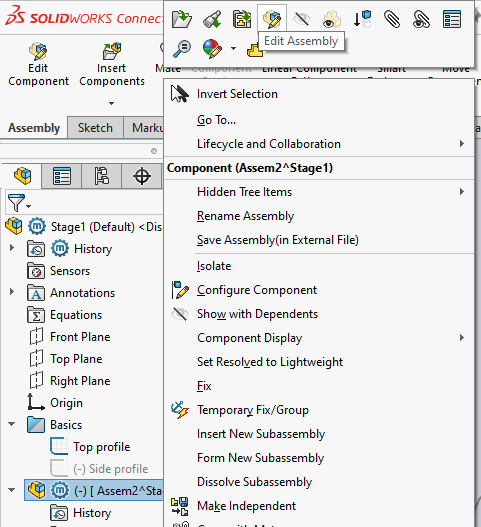 SOLIDWORKS Connec
Edit Assembly
Edit
Component
Insert
Components
Mate
Component
Linear Component
Smart
Move
Assembly
Sketch
Marku
Invert Selection
Go To...
Lifecycle and Collaboration
Component (Assem2^Stage1)
Hidden Tree Items
Rename Assembly
Save Assembly(in External File)
Isolate
Configure Component
Show with Dependents
Component Display
Set Resolved to Lightweight
Fix
Temporary Fix/Group
Insert New Subassembly
Form New Subassembly
Dissolve Subassembly
Make Independent
Stage1 (Default) <Dis
History
Sensors
Annotations
Equations
Front Plane
Top Plane
Right Plane
Origin
Basics
Top profile
(-) Side profile
(-) [ Assem2^Sta
History